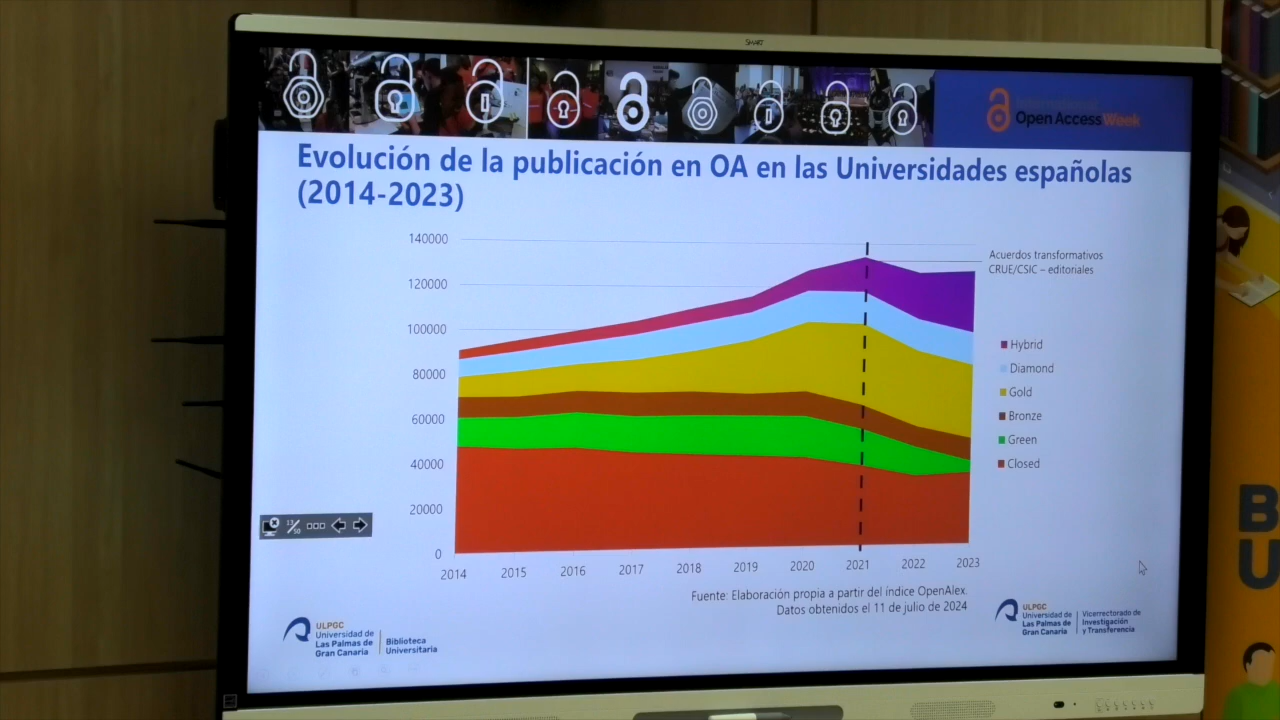 SMART
Open Access Week
Evolución de la publicación en OA en las Universidades españolas
(2014-2023)
140000
120000
100000
80000
60000
40000
20000
0
2014 2015 2016 2017 2018 2019 2020 2021 2022 2023
Acuerdos transformativos
CRUE/CSIC – editoriales
Hybrid
Diamond
Gold
Bronze
Green
Closed
13/50
Fuente: Elaboración propia a partir del índice OpenAlex.
Datos obtenidos el 11 de julio de 2024
ULPGC
Universidad de
Las Palmas de
Gran Canaria
Biblioteca
Universitaria
ULPGC
Universidad de
Las Palmas de
Gran Canaria
Vicerrectorado de
Investigación
y Transferencia
B
U